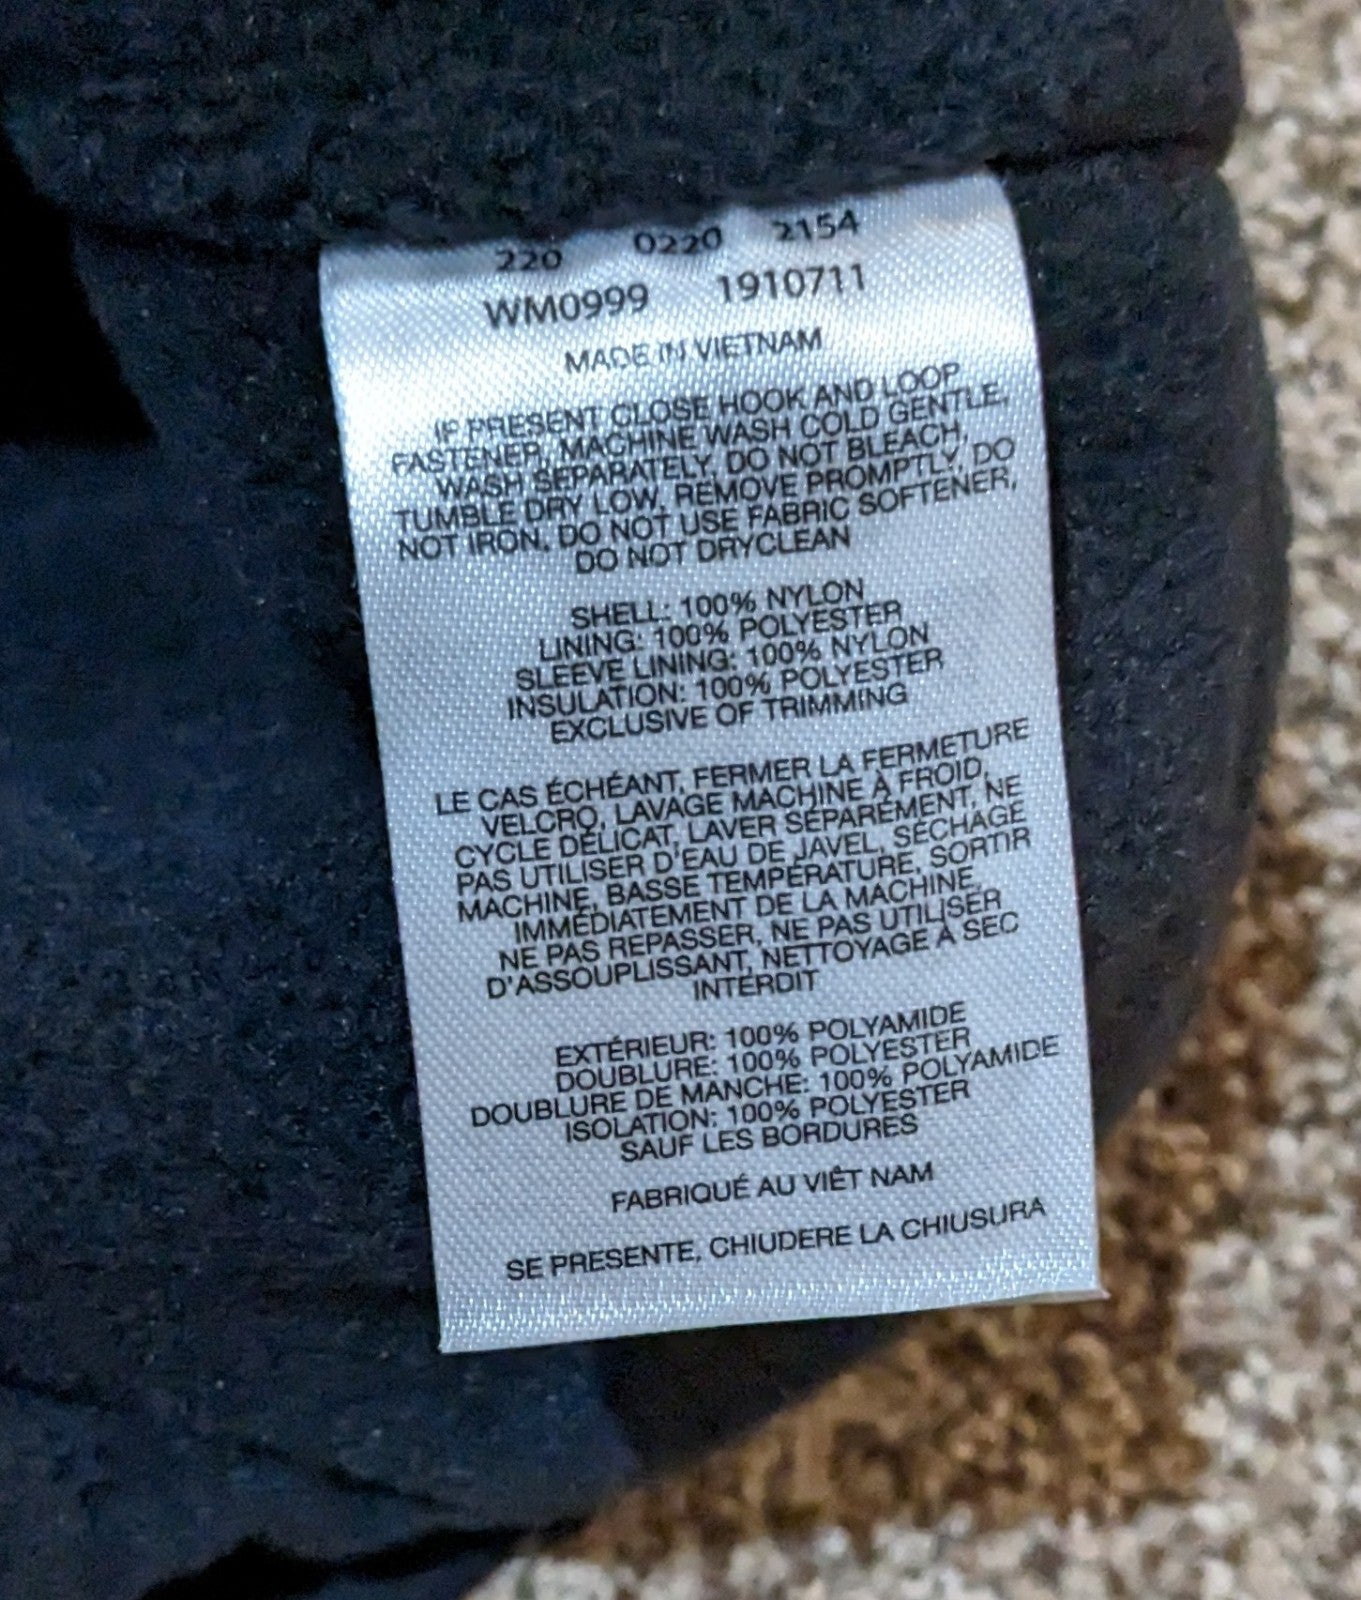 220 0220 2154
WM0999 1910711
MADE IN VIETNAM
IF PRESENT CLOSE HOOK AND LOOP
FASTENER, MACHINE WASH COLD GENTLE,
WASH SEPARATELY, DO NOT BLEACH,
TUMBLE DRY LOW, REMOVE PROMPTLY, DO
NOT IRON, DO NOT USE FABRIC SOFTENER,
DO NOT DRYCLEAN
SHELL: 100% NYLON
LINING: 100% POLYESTER
SLEEVE LINING: 100% NYLON
INSULATION: 100% POLYESTER
EXCLUSIVE OF TRIMMING
LE CAS ÉCHÉANT, FERMER LA FERMETURE
VELCRO, LAVAGE MACHINE À FROID,
CYCLE DÉLICAT, LAVER SÉPARÉMENT, NE
PAS UTILISER D'EAU DE JAVEL, SÉCHAGE
MACHINE, BASSE TEMPÉRATURE, SORTIR
IMMÉDIATEMENT DE LA MACHINE,
NE PAS REPASSER, NE PAS UTILISER
D'ASSOUPLISSANT, NETTOYAGE À SEC
INTERDIT
EXTÉRIEUR: 100% POLYAMIDE
DOUBLURE: 100% POLYESTER
DOUBLURE DE MANCHE: 100% POLYAMIDE
ISOLATION: 100% POLYESTER
SAUF LES BORDURES
FABRIQUÉ AU VIÊT NAM
SE PRESENTE, CHIUDERE LA CHIUSURA